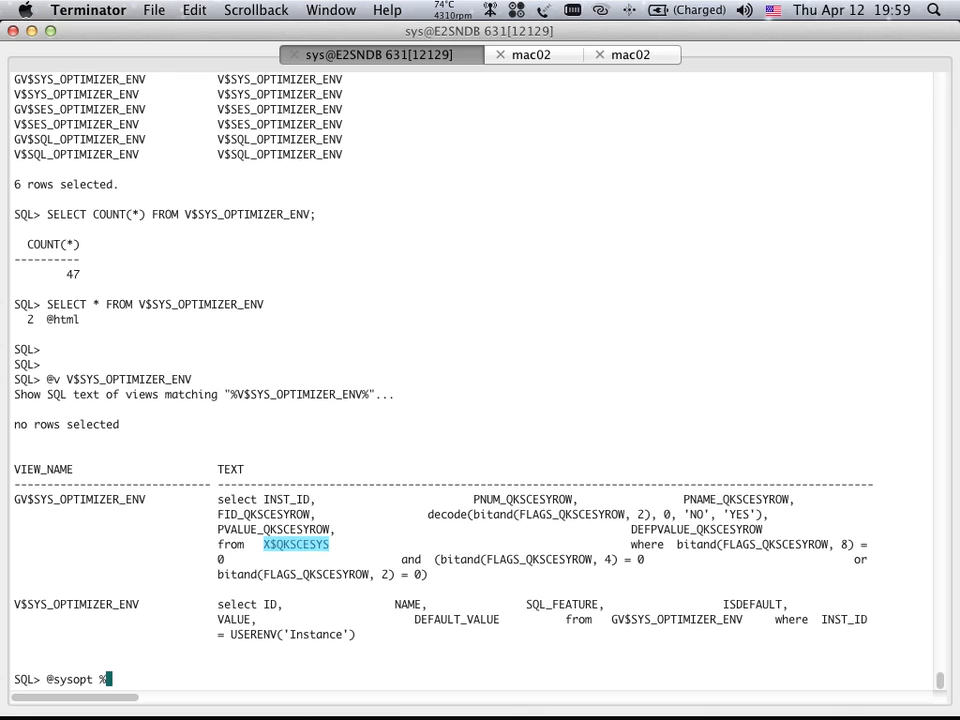 Terminator File Edit Scrollback Window Help 74°C 4310rpm (Charged) Thu Apr 12 19:59
sys@E2SNDB 631[12129]
sys@E2SNDB 631[12129] mac02 mac02
GV$SYS_OPTIMIZER_ENV V$SYS_OPTIMIZER_ENV
V$SYS_OPTIMIZER_ENV V$SYS_OPTIMIZER_ENV
GV$SES_OPTIMIZER_ENV V$SES_OPTIMIZER_ENV
V$SES_OPTIMIZER_ENV V$SES_OPTIMIZER_ENV
GV$SQL_OPTIMIZER_ENV V$SQL_OPTIMIZER_ENV
V$SQL_OPTIMIZER_ENV V$SQL_OPTIMIZER_ENV
6 rows selected.
SQL> SELECT COUNT(*) FROM V$SYS_OPTIMIZER_ENV;
COUNT(*)
----------
47
SQL> SELECT * FROM V$SYS_OPTIMIZER_ENV
2 @html
SQL>
SQL>
SQL> @v V$SYS_OPTIMIZER_ENV
Show SQL text of views matching "%V$SYS_OPTIMIZER_ENV%"...
no rows selected
VIEW_NAME TEXT
------------------------------ ----------------------------------------------------------------------------------------------------
GV$SYS_OPTIMIZER_ENV select INST_ID, PNUM_QKSCESYROW, PNAME_QKSCESYROW,
FID_QKSCESYROW, decode(bitand(FLAGS_QKSCESYROW, 2), 0, 'NO', 'YES'),
PVALUE_QKSCESYROW, DEFPVALUE_QKSCESYROW
from X$QKSCESYS where bitand(FLAGS_QKSCESYROW, 8) =
0 and (bitand(FLAGS_QKSCESYROW, 4) = 0 or
bitand(FLAGS_QKSCESYROW, 2) = 0)
V$SYS_OPTIMIZER_ENV select ID, NAME, SQL_FEATURE, ISDEFAULT,
VALUE, DEFAULT_VALUE from GV$SYS_OPTIMIZER_ENV where INST_ID
= USERENV('Instance')
SQL> @sysopt %